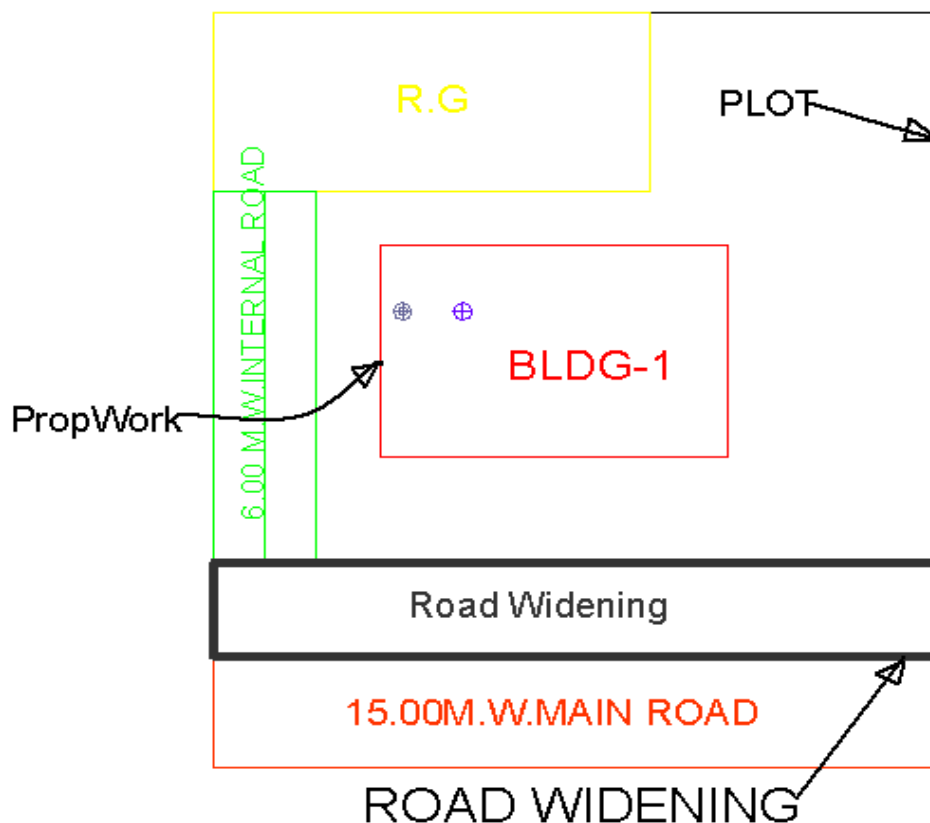 R.G
PLOT
6.00 M.W.INTERNAL ROAD
BLDG-1
PropWork
Road Widening
15.00M.W.MAIN ROAD
ROAD WIDENING